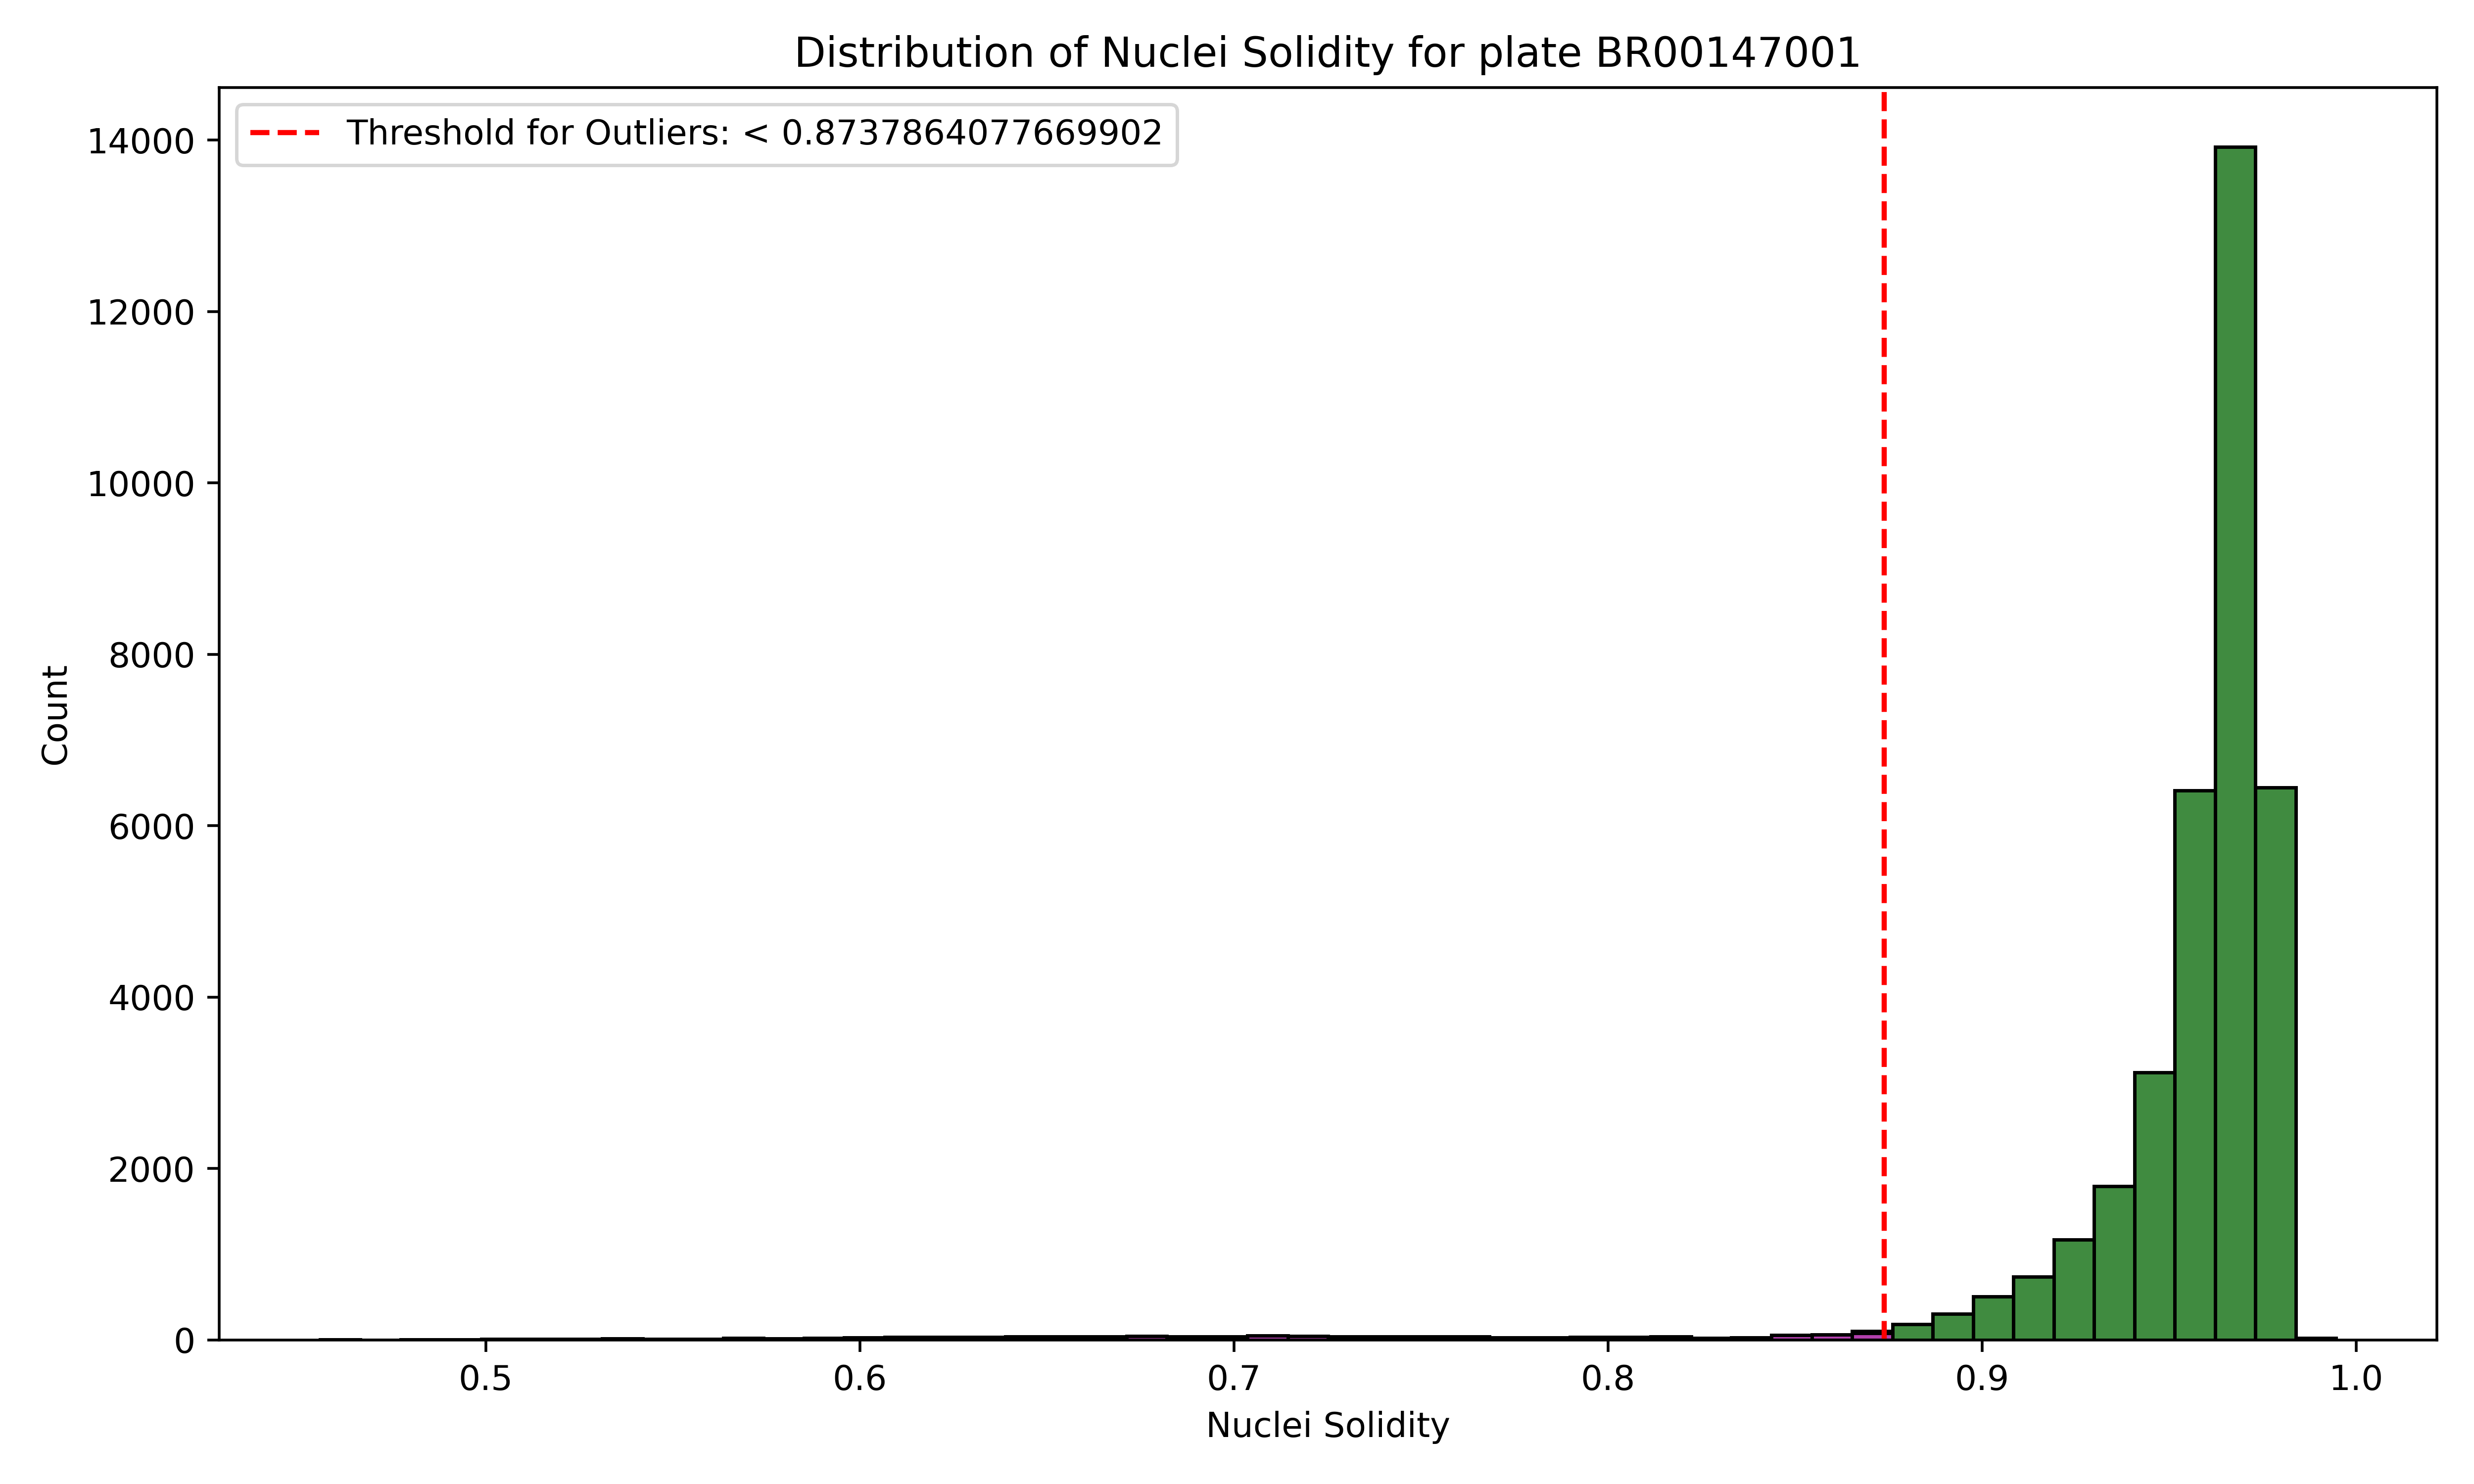 Distribution of Nuclei Solidity for plate BR00147001
Threshold for Outliers: < 0.8737864077669902
14000
12000
10000
8000
6000
4000
2000
0
Count
0.5 0.6 0.7 0.8 0.9 1.0
Nuclei Solidity